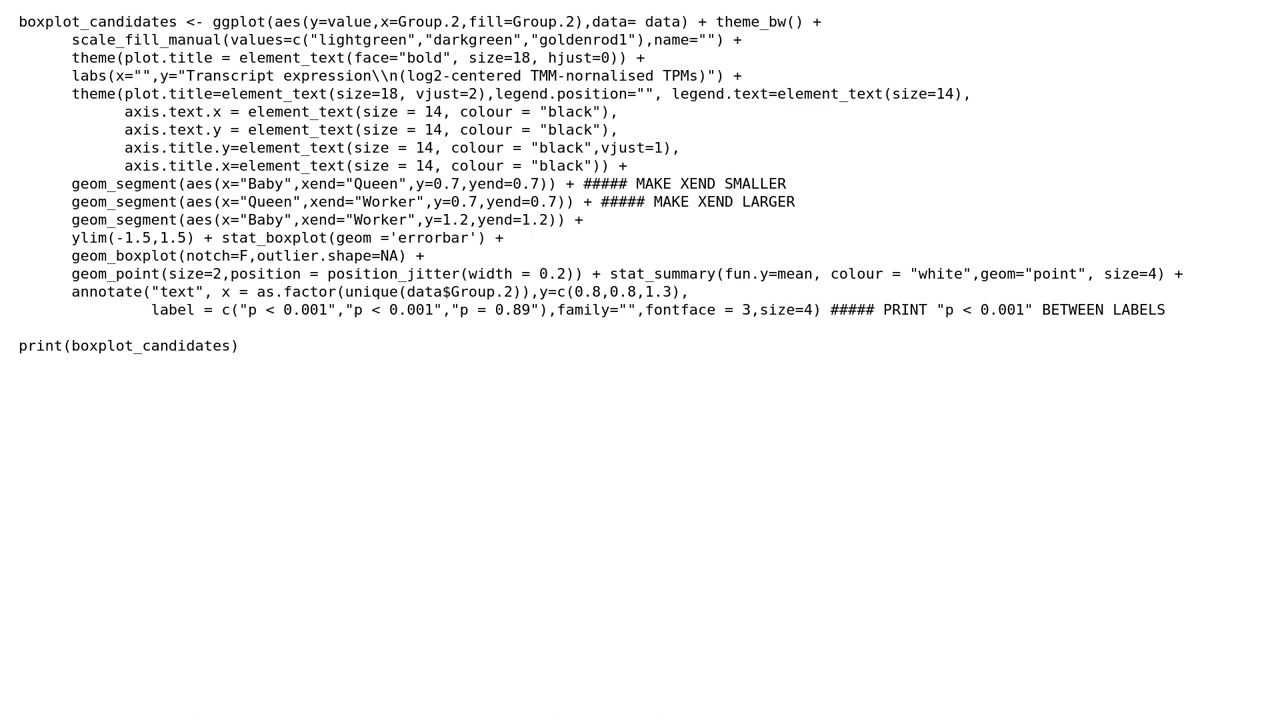 boxplot_candidates <- ggplot(aes(y=value,x=Group.2,fill=Group.2),data= data) + theme_bw() +
      scale_fill_manual(values=c("lightgreen","darkgreen","goldenrod1"),name="") +
      theme(plot.title = element_text(face="bold", size=18, hjust=0)) +
      labs(x="",y="Transcript expression\\n(log2-centered TMM-nornalised TPMs)") +
      theme(plot.title=element_text(size=18, vjust=2),legend.position="", legend.text=element_text(size=14),
            axis.text.x = element_text(size = 14, colour = "black"),
            axis.text.y = element_text(size = 14, colour = "black"),
            axis.title.y=element_text(size = 14, colour = "black",vjust=1),
            axis.title.x=element_text(size = 14, colour = "black")) +
      geom_segment(aes(x="Baby",xend="Queen",y=0.7,yend=0.7)) + ##### MAKE XEND SMALLER
      geom_segment(aes(x="Queen",xend="Worker",y=0.7,yend=0.7)) + ##### MAKE XEND LARGER
      geom_segment(aes(x="Baby",xend="Worker",y=1.2,yend=1.2)) +
      ylim(-1.5,1.5) + stat_boxplot(geom ='errorbar') +
      geom_boxplot(notch=F,outlier.shape=NA) +
      geom_point(size=2,position = position_jitter(width = 0.2)) + stat_summary(fun.y=mean, colour = "white",geom="point", size=4) +
      annotate("text", x = as.factor(unique(data$Group.2)),y=c(0.8,0.8,1.3),
               label = c("p < 0.001","p < 0.001","p = 0.89"),family="",fontface = 3,size=4) ##### PRINT "p < 0.001" BETWEEN LABELS

print(boxplot_candidates)